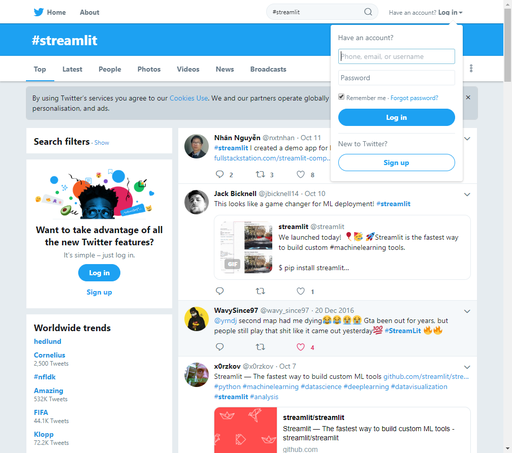 Home About #streamlit Have an account? Log in
#streamlit
Have an account?
Phone, email, or username
Password
Remember me · Forgot password?
Log in
New to Twitter?
Sign up
Top Latest People Photos Videos News Broadcasts
By using Twitter's services you agree to our Cookies Use. We and our partners operate globally
personalisation, and ads.
Search filters · Show
Want to take advantage of all
the new Twitter features?
It's simple – just log in.
Log in
Sign up
Worldwide trends
hedlund
Cornelius
2,500 Tweets
#nfldk
Amazing
532K Tweets
FIFA
44.1K Tweets
Klopp
72.2K Tweets
Nhân Nguyễn @nxtnhan · Oct 11
#streamlit I created a demo app for
fullstackstation.com/streamlit-comp...
2 3 8
Jack Bicknell @jbicknell14 · Oct 10
This looks like a game changer for ML deployment! #streamlit
streamlit @streamlit
We launched today! 🎈🎉 🚀Streamlit is the fastest
way to build custom #machinelearning tools.
$ pip install streamlit...
GIF
1
WavySince97 @wavy_since97 · 20 Dec 2016
@ymdj second map had me dying😂😂😭😭 Gta been out for years, but
people still play that shit like it came out yesterday💯 #StreamLit 🔥🔥
4
x0rzkov @x0rzkov · Oct 7
Streamlit — The fastest way to build custom ML tools github.com/streamlit/stre...
#python #machinelearning #datascience #deeplearning #datavisualization
#streamlit #analysis
streamlit/streamlit
Streamlit — The fastest way to build custom ML tools -
streamlit/streamlit
github.com